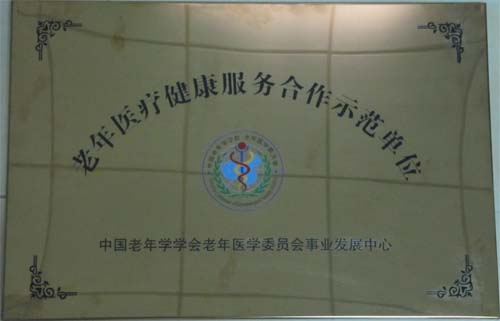 老年医疗健康服务合作示范单位
中国老年学学会老年医学委员会事业发展中心